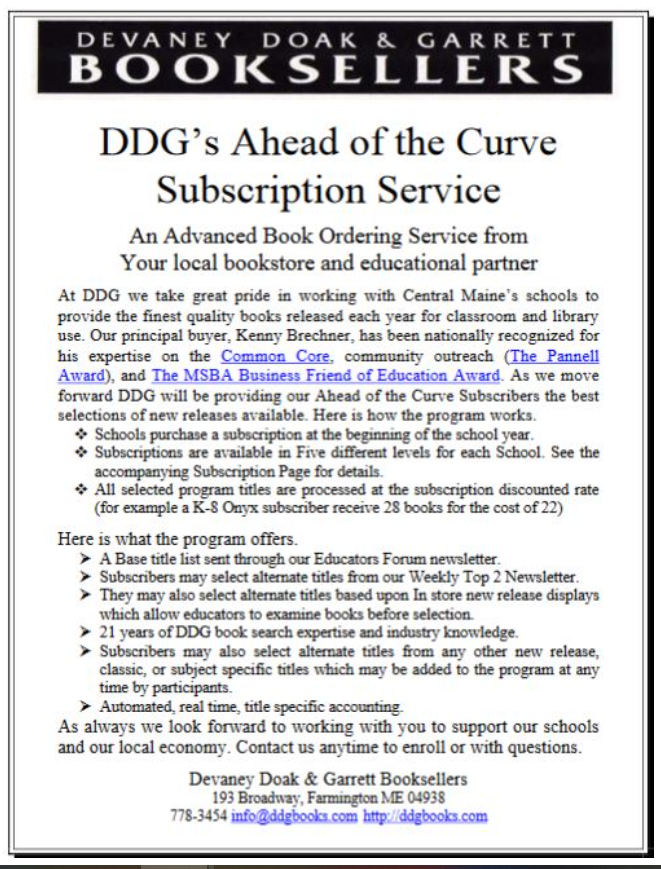 DEVANEY DOAK & GARRETT
BOOKSELLERS
DDG's Ahead of the Curve
Subscription Service
An Advanced Book Ordering Service from
Your local bookstore and educational partner
At DDG we take great pride in working with Central Maine's schools to
provide the finest quality books released each year for classroom and library
use. Our principal buyer, Kenny Brechner, has been nationally recognized for
his expertise on the Common Core, community outreach (The Pannell
Award), and The MSBA Business Friend of Education Award. As we move
forward DDG will be providing our Ahead of the Curve Subscribers the best
selections of new releases available. Here is how the program works.
❖ Schools purchase a subscription at the beginning of the school year.
❖ Subscriptions are available in Five different levels for each School. See the
accompanying Subscription Page for details.
❖ All selected program titles are processed at the subscription discounted rate
(for example a K-8 Onyx subscriber receive 28 books for the cost of 22)
Here is what the program offers.
➤ A Base title list sent through our Educators Forum newsletter.
➤ Subscribers may select alternate titles from our Weekly Top 2 Newsletter.
➤ They may also select alternate titles based upon In store new release displays
which allow educators to examine books before selection.
➤ 21 years of DDG book search expertise and industry knowledge.
➤ Subscribers may also select alternate titles from any other new release,
classic, or subject specific titles which may be added to the program at any
time by participants.
➤ Automated, real time, title specific accounting.
As always we look forward to working with you to support our schools
and our local economy. Contact us anytime to enroll or with questions.
Devaney Doak & Garrett Booksellers
193 Broadway, Farmington ME 04938
778-3454 info@ddgbooks.com http://ddgbooks.com